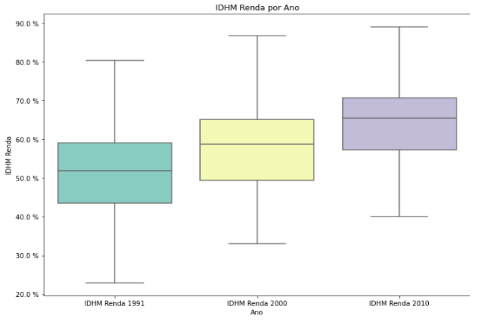 IDHM Renda por Ano
90.0 %
80.0 %
70.0 %
60.0 %
50.0 %
40.0 %
30.0 %
20.0 %
IDHM Renda
IDHM Renda 1991
IDHM Renda 2000
IDHM Renda 2010
Ano